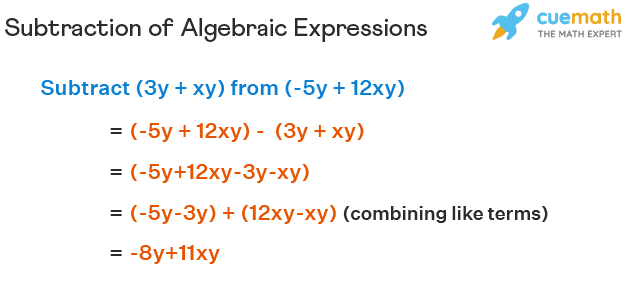 Subtraction of Algebraic Expressions
cuemath
THE MATH EXPERT
Subtract (3y + xy) from (-5y + 12xy)
= (-5y + 12xy) - (3y + xy)
= (-5y+12xy-3y-xy)
= (-5y-3y) + (12xy-xy) (combining like terms)
= -8y+11xy